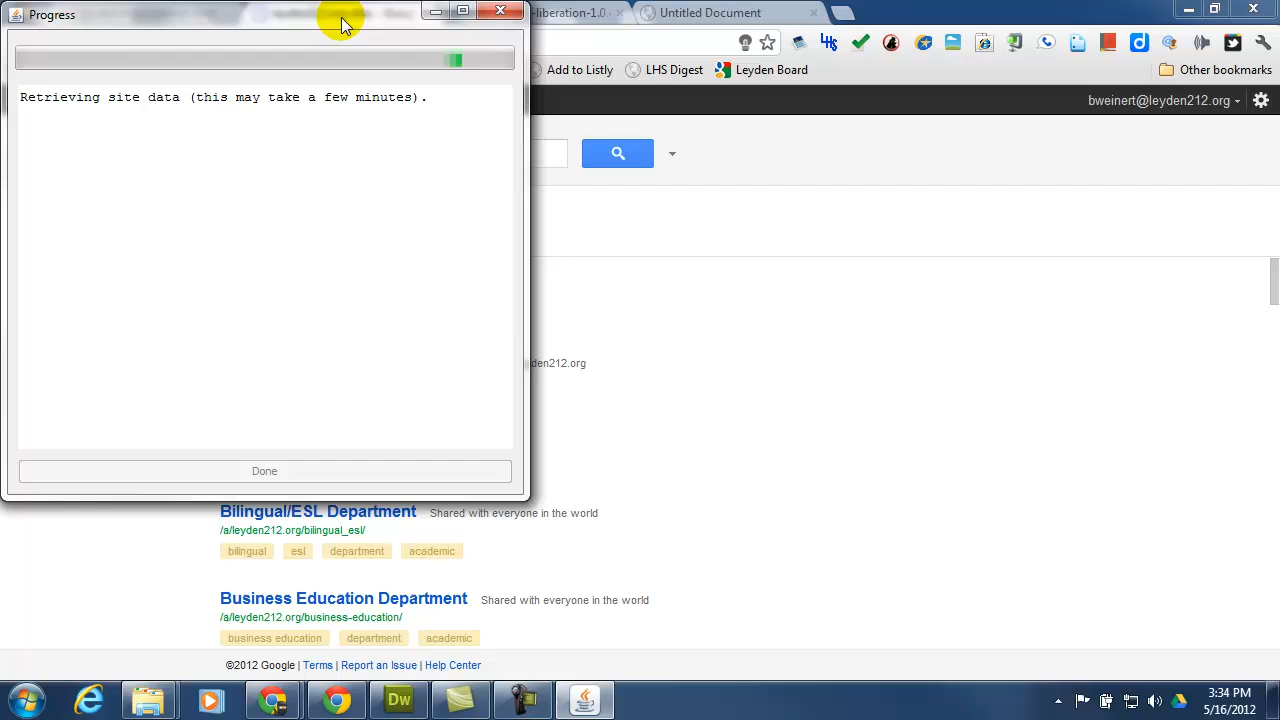 Progress
-liberation-1.0.
Untitled Document
Retrieving site data (this may take a few minutes).
Done
Add to Listly
LHS Digest
Leyden Board
Other bookmarks
bweinert@leyden212.org
den212.org
Bilingual/ESL Department Shared with everyone in the world
/a/leyden212.org/bilingual_esl/
bilingual esl department academic
Business Education Department Shared with everyone in the world
/a/leyden212.org/business-education/
business education department academic
©2012 Google | Terms | Report an Issue | Help Center
Dw
3:34 PM
5/16/2012